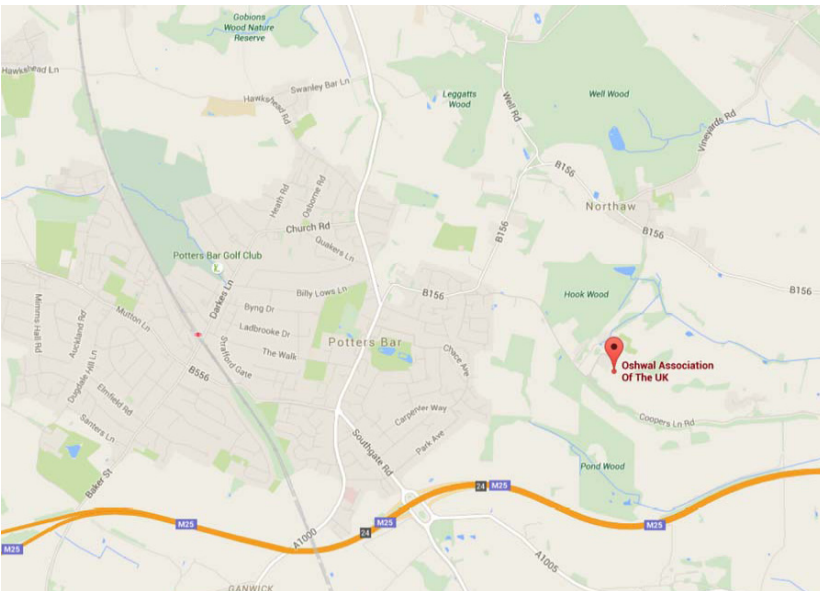 Gobions
Wood Nature
Reserve
Hawkshead Ln
Swanley Bar Ln
Hawkshead Rd
Leggatts
Wood
Well Wood
Well Rd
Vineyards Rd
B156
Heath Rd
Osborne Rd
Northaw
Church Rd
B156
B156
Quakers Ln
Potters Bar Golf Club
Hook Wood
B156
Darkes Ln
Billy Lows Ln
B156
Mimms Hall Rd
Auckland Rd
Mutton Ln
Byng Dr
Ladbrooke Dr
Potters Bar
The Walk
Strafford Gate
Chace Ave
Oshwal Association
Of The UK
B556
Dugdale Hill Ln
Elmfield Rd
Carpenter Way
Coopers Ln Rd
Santers Ln
Southgate Rd
Park Ave
Pond Wood
Baker St
24
M25
M25
M25
M25
24
A1000
M25
A1005
GANWICK